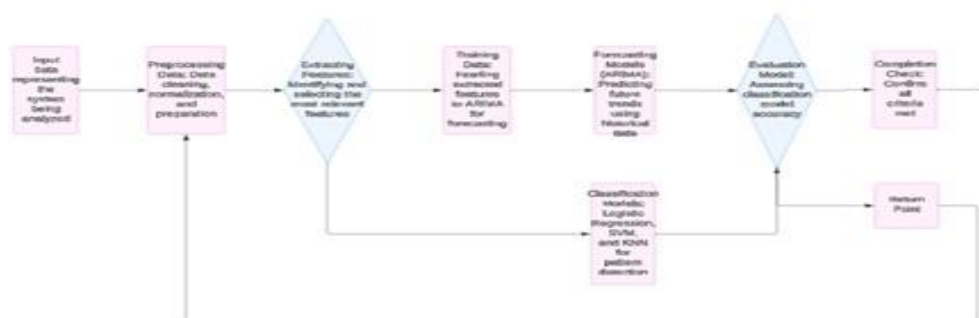 Input
Data
representing
the
system
being
analyzed
Preprocessing
Data: Data
cleaning,
normalization,
and
preparation
Extracting
Features:
Identifying and
selecting the
most relevant
features
Training
Data:
Feeding
extracted
features
to ARIMA
for
forecasting
Forecasting
Models
(ARIMA):
Predicting
future
trends
using
historical
data
Evaluation
Model:
Assessing
classification
model
accuracy
Completion
Check:
Confirms
all
criteria
met
Classification
Models:
Logistic
Regression,
SVM,
and KNN
for
pattern
detection
Return
Point